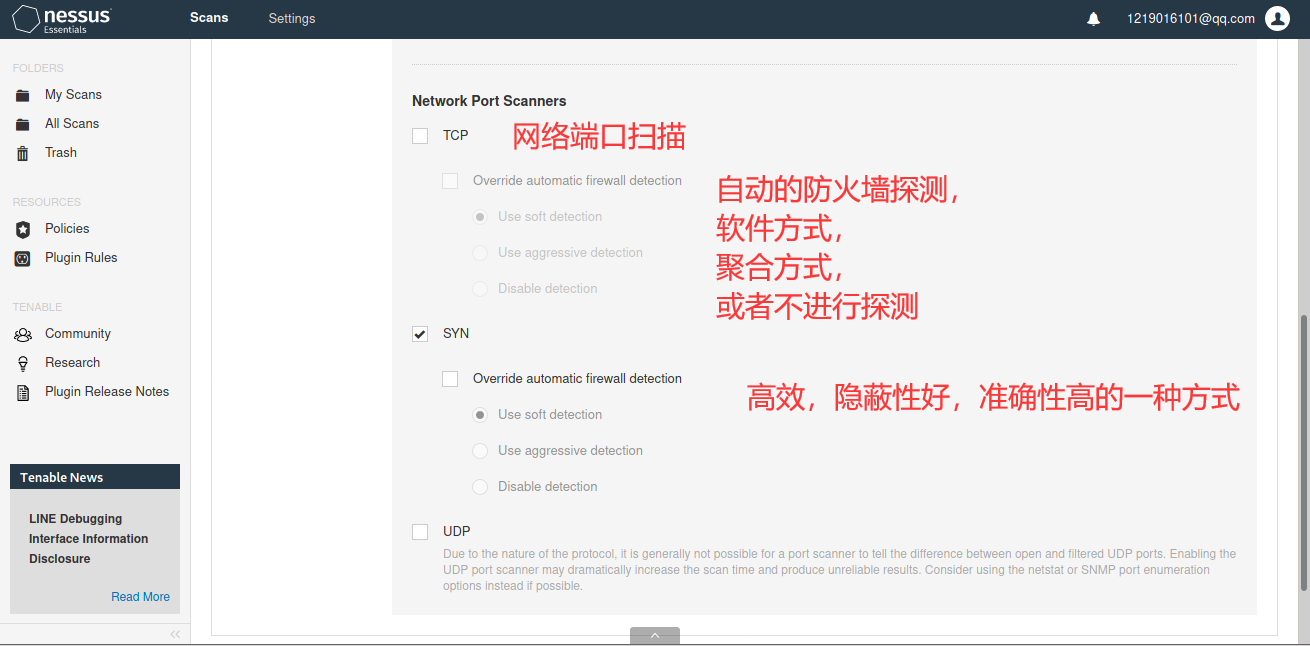 nessus
Essentials
Scans
Settings
1219016101@qq.com
FOLDERS
My Scans
All Scans
Trash
RESOURCES
Policies
Plugin Rules
TENABLE
Community
Research
Plugin Release Notes
Tenable News
LINE Debugging
Interface Information
Disclosure
Read More
Network Port Scanners
TCP
网络端口扫描
Override automatic firewall detection
Use soft detection
Use aggressive detection
Disable detection
自动的防火墙探测，
软件方式，
聚合方式，
或者不进行探测
SYN
Override automatic firewall detection
高效，隐蔽性好，准确性高的一种方式
Use soft detection
Use aggressive detection
Disable detection
UDP
Due to the nature of the protocol, it is generally not possible for a port scanner to tell the difference between open and filtered UDP ports. Enabling the
UDP port scanner may dramatically increase the scan time and produce unreliable results. Consider using the netstat or SNMP port enumeration
options instead if possible.